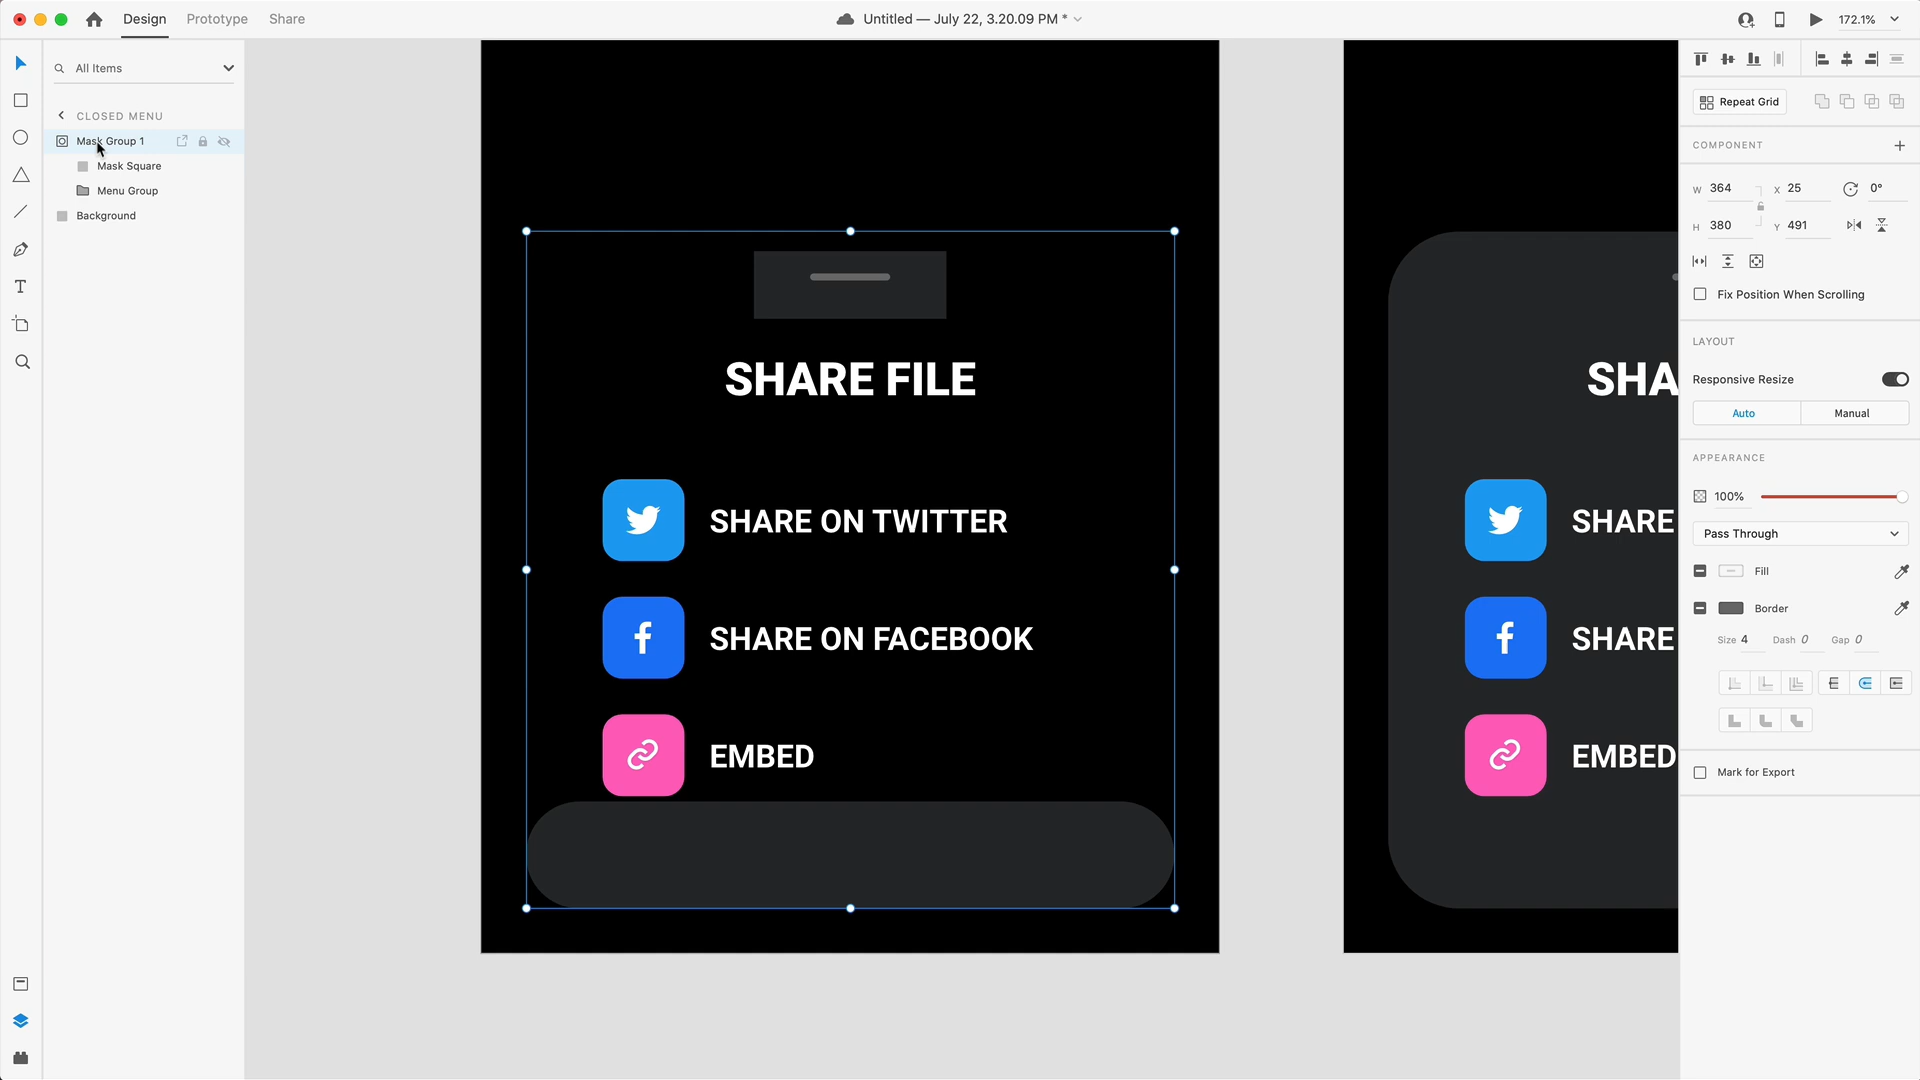 Design
Prototype
Share
Untitled — July 22, 3.20.09 PM *
172.1%
All Items
CLOSED MENU
Mask Group 1
Mask Square
Menu Group
Background
T
SHARE FILE
SHARE ON TWITTER
f
SHARE ON FACEBOOK
EMBED
SHA
SHARE
f
SHARE
EMBED
Repeat Grid
COMPONENT
W 364
X 25
0°
H 380
Y 491
Fix Position When Scrolling
LAYOUT
Responsive Resize
Auto
Manual
APPEARANCE
100%
Pass Through
Fill
Border
Size 4
Dash 0
Gap 0
Mark for Export